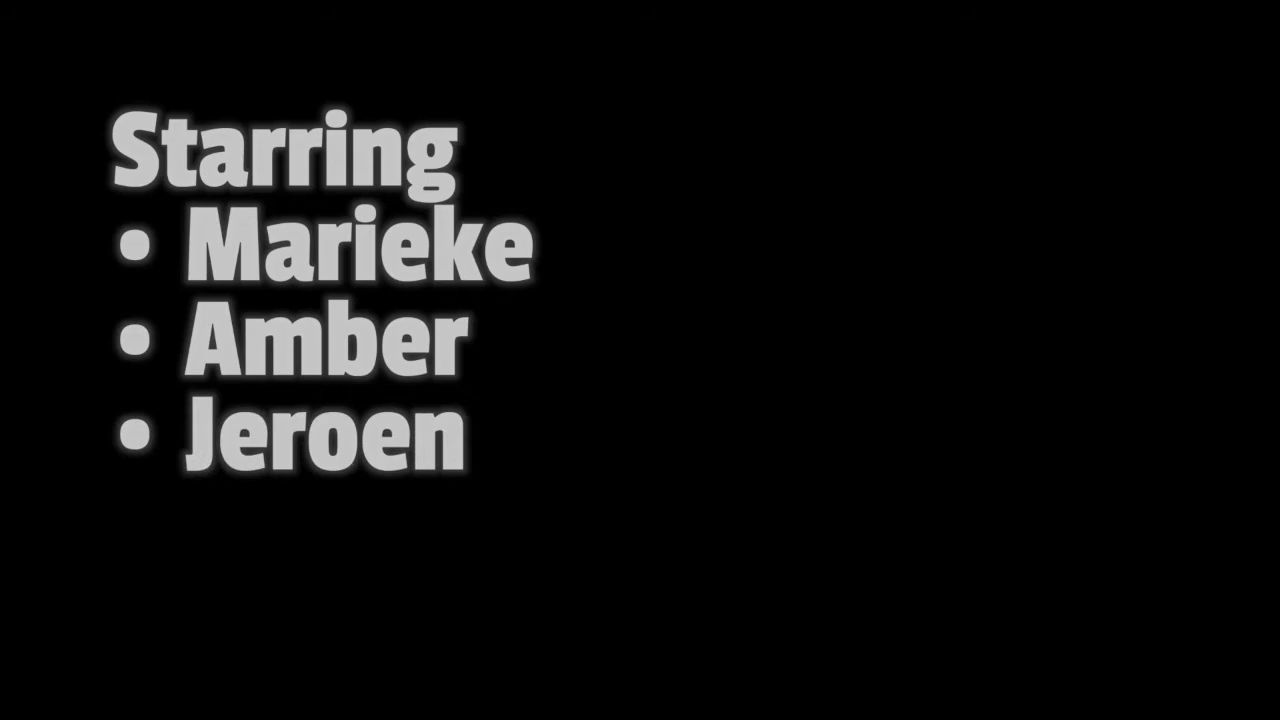 Starring
• Marieke
• Amber
• Jeroen